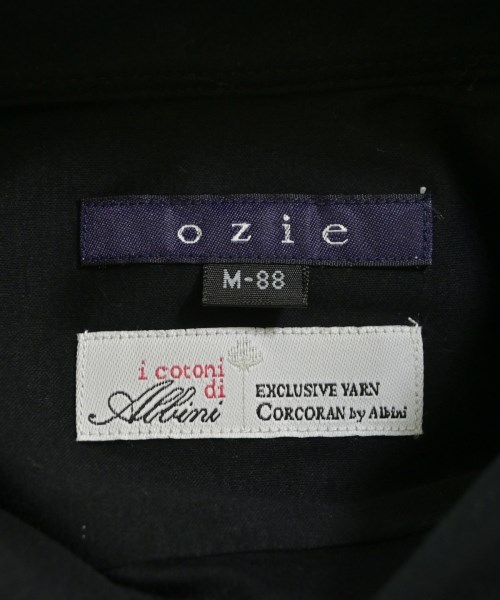 ozie
M-88
i cotoni
di
Albini
EXCLUSIVE YARN
CORCORAN by Albini